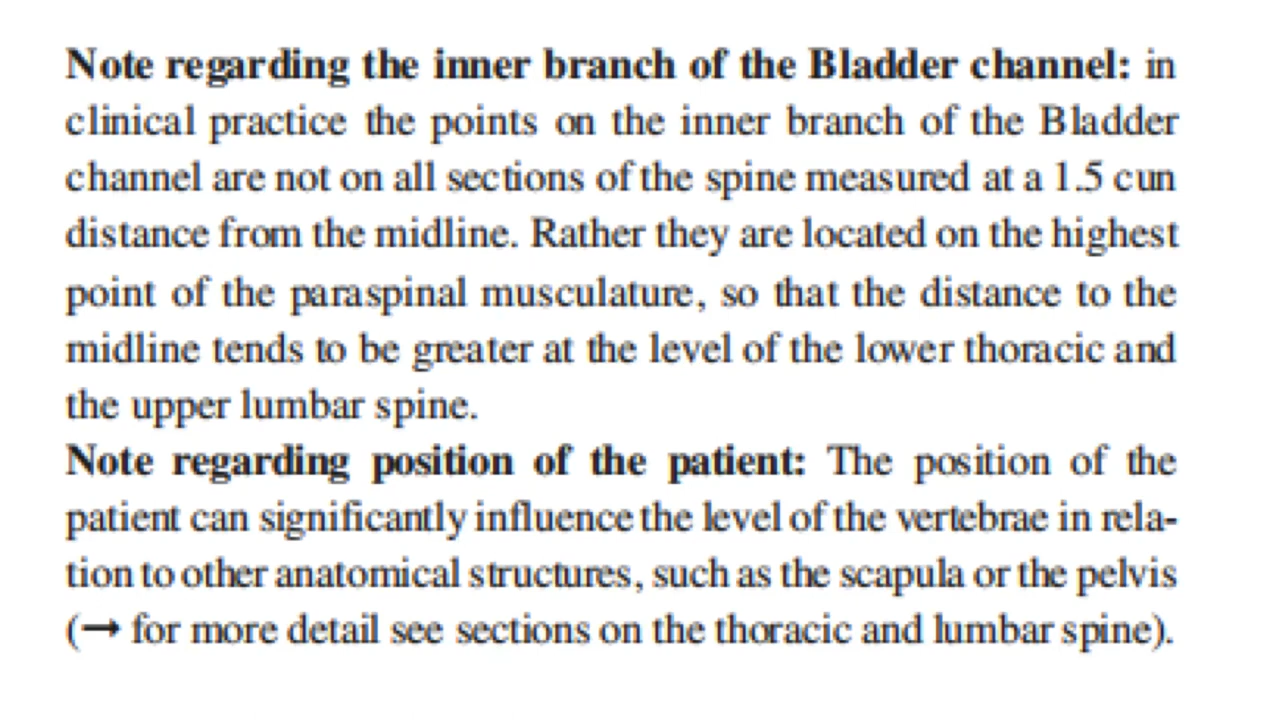 Note regarding the inner branch of the Bladder channel: in
clinical practice the points on the inner branch of the Bladder
channel are not on all sections of the spine measured at a 1.5 cun
distance from the midline. Rather they are located on the highest
point of the paraspinal musculature, so that the distance to the
midline tends to be greater at the level of the lower thoracic and
the upper lumbar spine.
Note regarding position of the patient: The position of the
patient can significantly influence the level of the vertebrae in rela-
tion to other anatomical structures, such as the scapula or the pelvis
(→ for more detail see sections on the thoracic and lumbar spine).